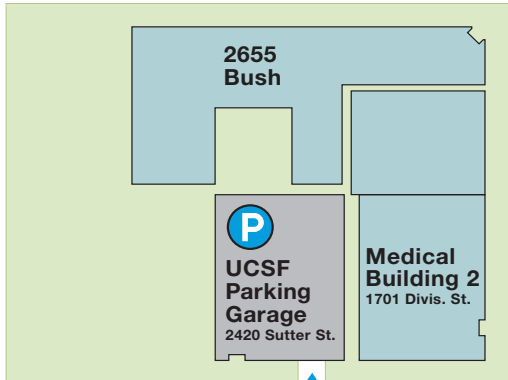 2655
Bush
P
UCSF
Parking
Garage
2420 Sutter St.
Medical
Building 2
1701 Divis. St.